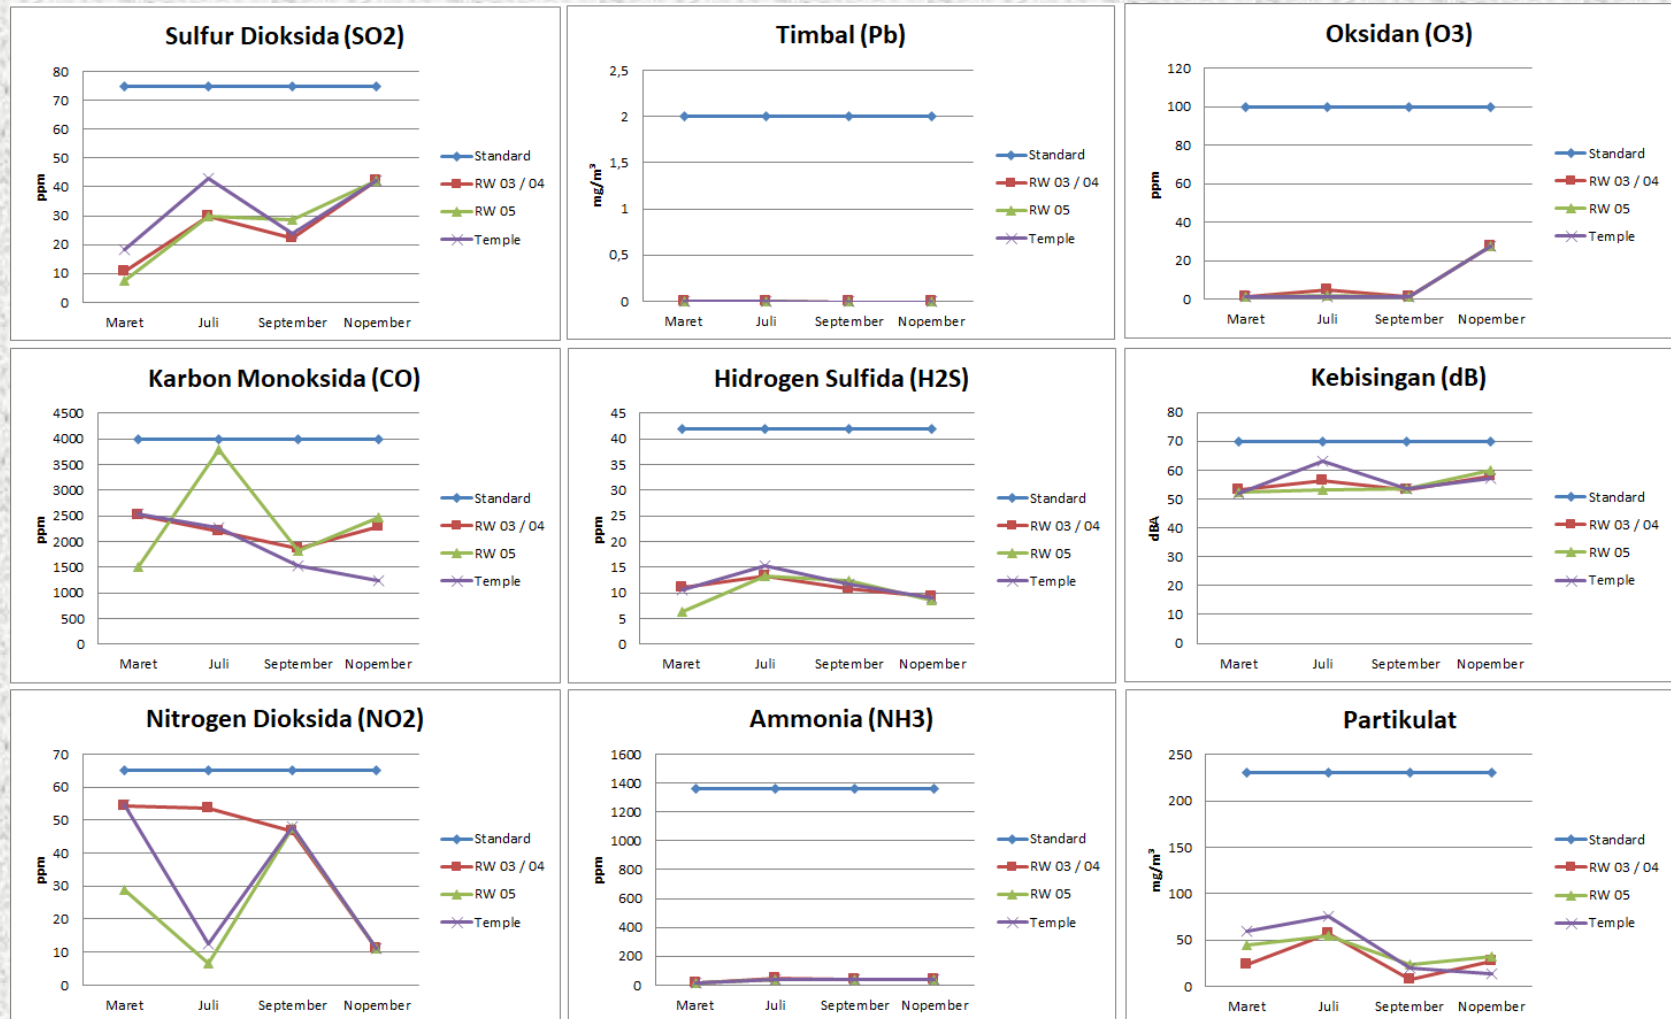 Sulfur Dioksida (SO2)
80
70
60
50
40
30
20
10
0
ppm
Maret Juli September Nopember
Standard
RW 03 / 04
RW 05
Temple
Timbal (Pb)
2,5
2
1,5
1
0,5
0
mg/m³
Maret Juli September Nopember
Standard
RW 03 / 04
RW 05
Temple
Oksidan (O3)
120
100
80
60
40
20
0
ppm
Maret Juli September Nopember
Standard
RW 03 / 04
RW 05
Temple
Karbon Monoksida (CO)
4500
4000
3500
3000
2500
2000
1500
1000
500
0
ppm
Maret Juli September Nopember
Standard
RW 03 / 04
RW 05
Temple
Hidrogen Sulfida (H2S)
45
40
35
30
25
20
15
10
5
0
ppm
Maret Juli September Nopember
Standard
RW 03 / 04
RW 05
Temple
Kebisingan (dB)
80
70
60
50
40
30
20
10
0
dBA
Maret Juli September Nopember
Standard
RW 03 / 04
RW 05
Temple
Nitrogen Dioksida (NO2)
70
60
50
40
30
20
10
0
ppm
Maret Juli September Nopember
Standard
RW 03 / 04
RW 05
Temple
Ammonia (NH3)
1600
1400
1200
1000
800
600
400
200
0
ppm
Maret Juli September Nopember
Standard
RW 03 / 04
RW 05
Temple
Partikulat
250
200
150
100
50
0
mg/m³
Maret Juli September Nopember
Standard
RW 03 / 04
RW 05
Temple